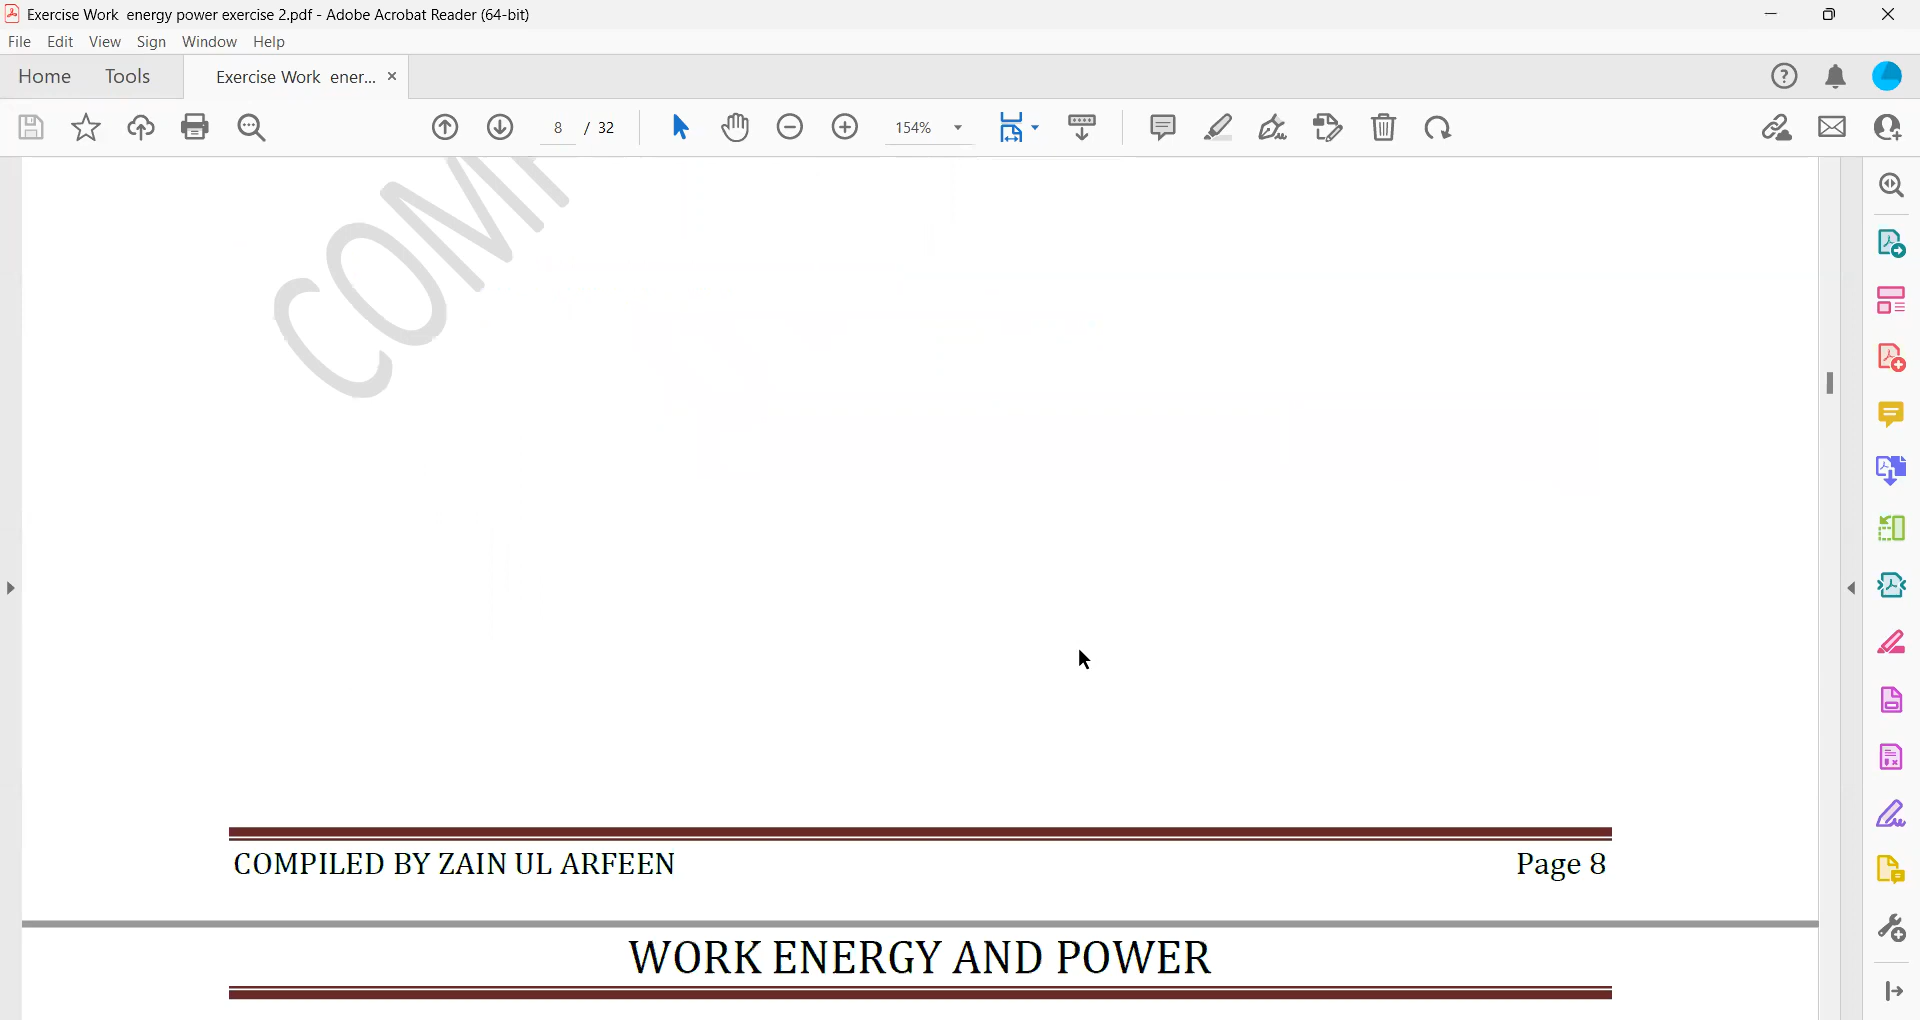 Exercise Work energy power exercise 2.pdf - Adobe Acrobat Reader (64-bit)
File Edit View Sign Window Help
Home Tools Exercise Work ener... ×
8 / 32 154%
COMP
COMPILED BY ZAIN UL ARFEEN Page 8
WORK ENERGY AND POWER